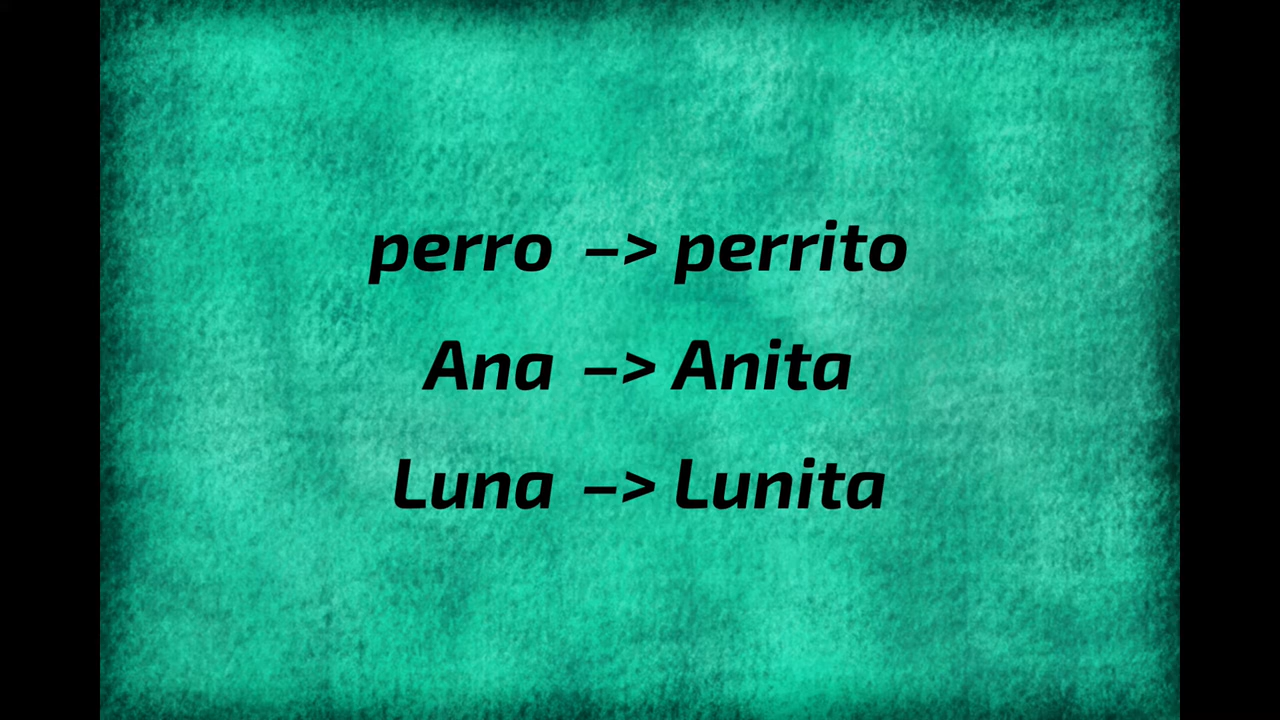 perro –> perrito
Ana –> Anita
Luna –> Lunita